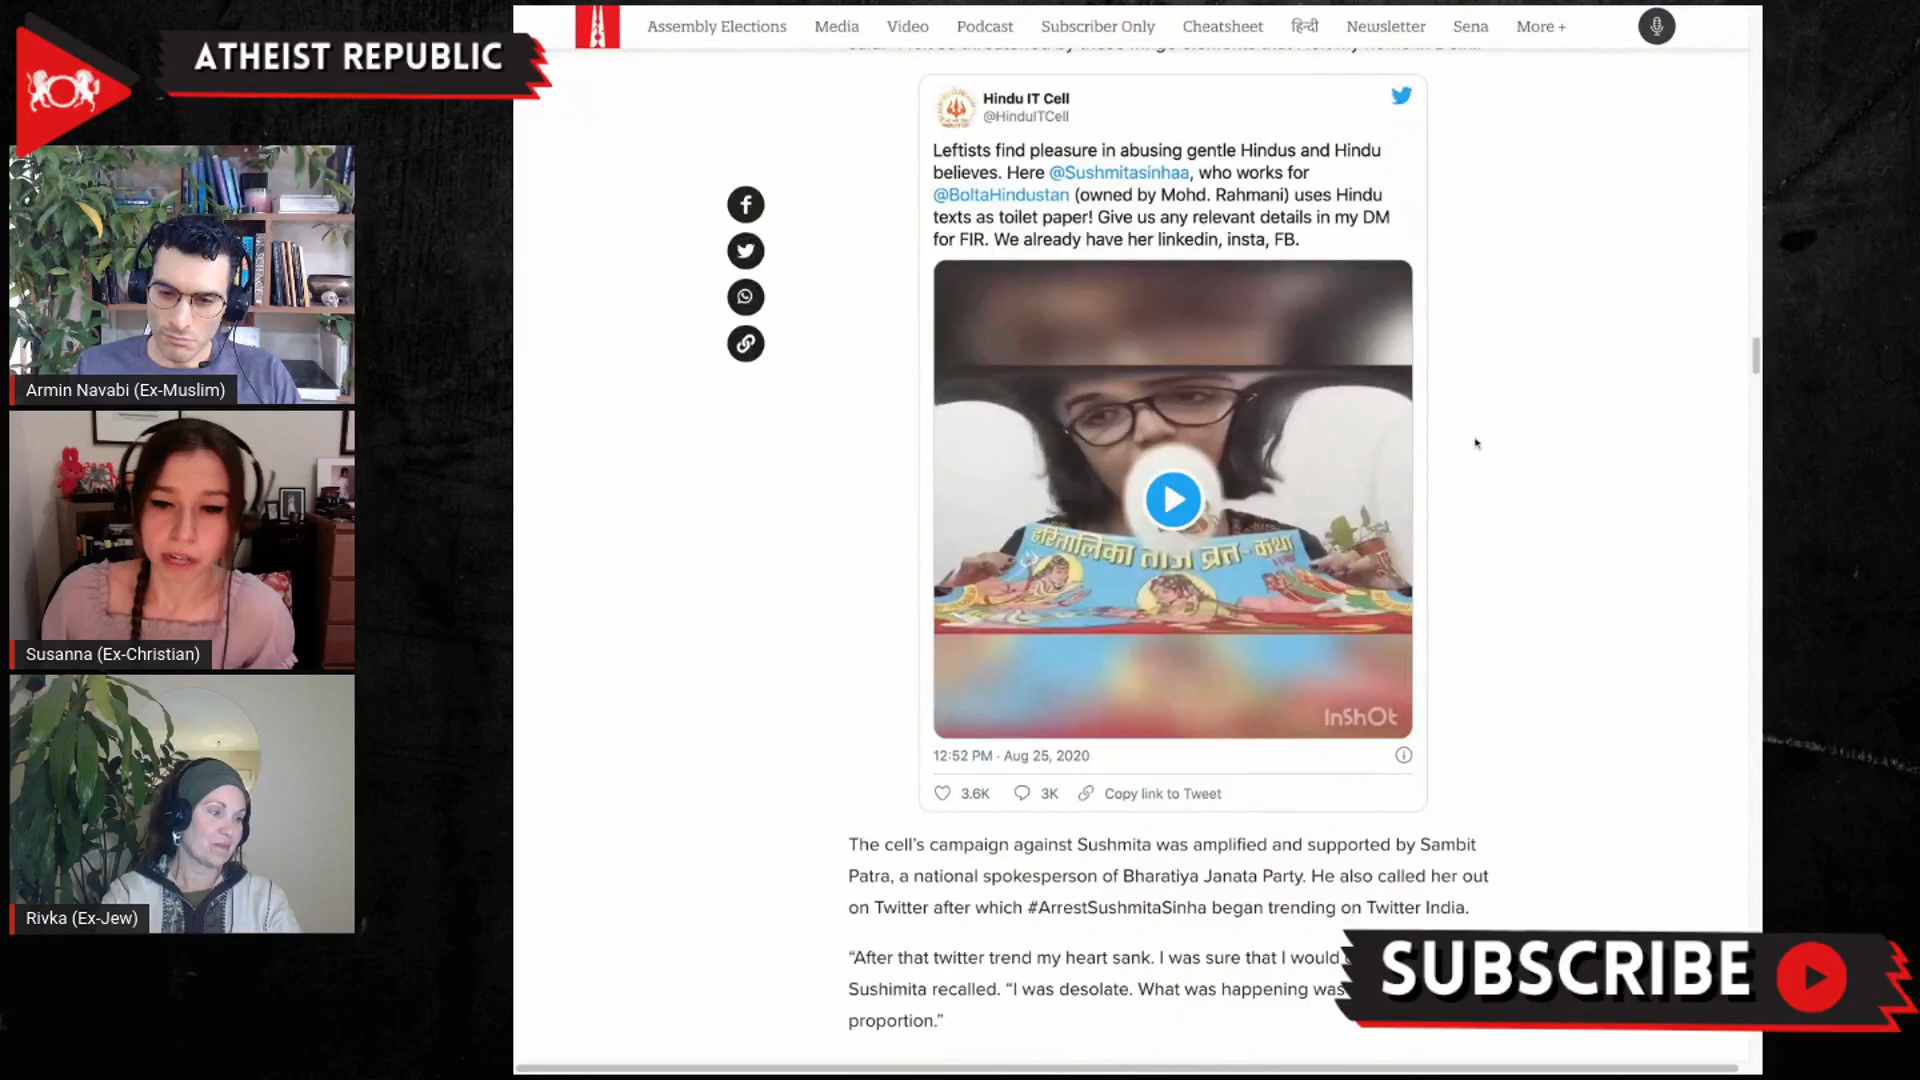 ATHEIST REPUBLIC
Assembly Elections Media Video Podcast Subscriber Only Cheatsheet हिन्दी Newsletter Sena More +
Hindu IT Cell
@HinduITCell
Leftists find pleasure in abusing gentle Hindus and Hindu
believes. Here @Sushmitasinhaa, who works for
@BoltaHindustan (owned by Mohd. Rahmani) uses Hindu
texts as toilet paper! Give us any relevant details in my DM
for FIR. We already have her linkedin, insta, FB.
हरितालिका तीज व्रत-कथा
InShOt
12:52 PM · Aug 25, 2020
3.6K 3K Copy link to Tweet
The cell's campaign against Sushmita was amplified and supported by Sambit
Patra, a national spokesperson of Bharatiya Janata Party. He also called her out
on Twitter after which #ArrestSushmitaSinha began trending on Twitter India.
“After that twitter trend my heart sank. I was sure that I would
Sushimita recalled. “I was desolate. What was happening was
proportion.”
Armin Navabi (Ex-Muslim)
Susanna (Ex-Christian)
Rivka (Ex-Jew)
SUBSCRIBE